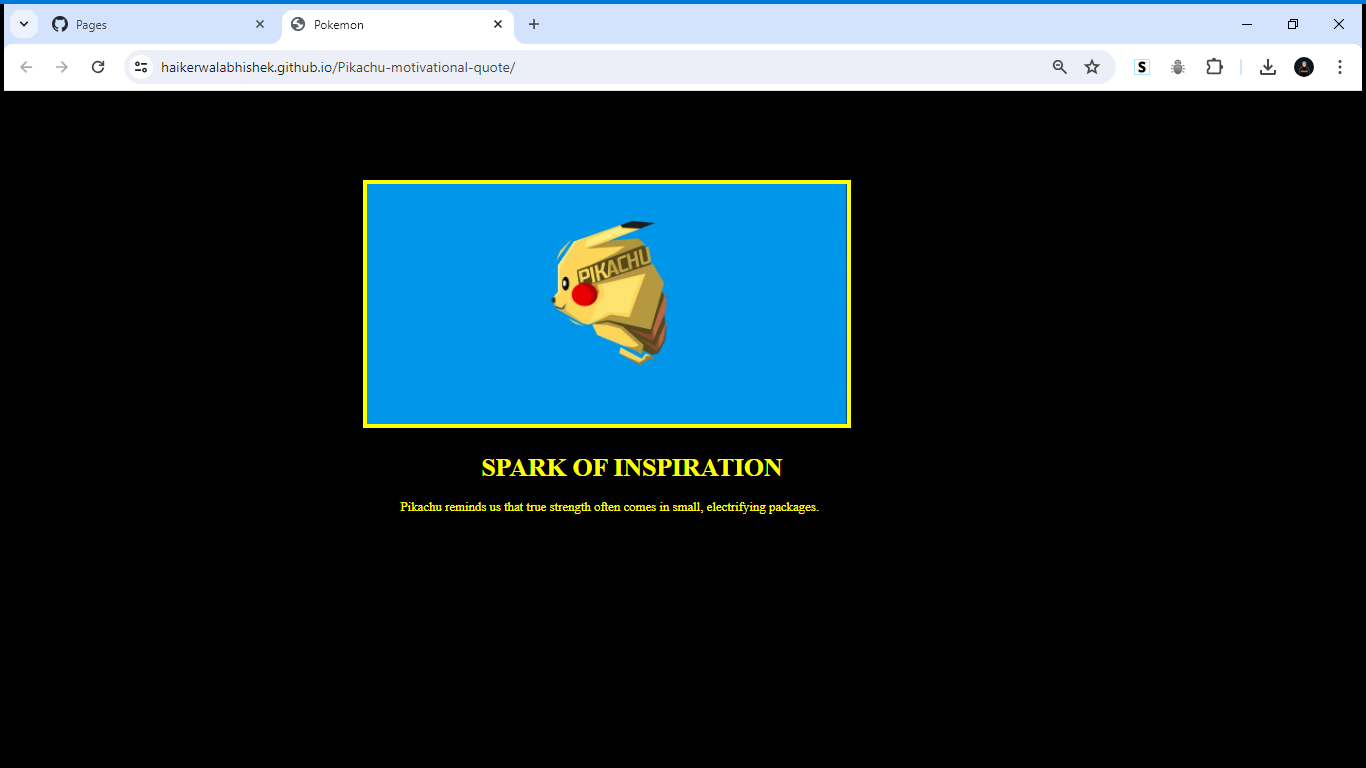 Pages
Pokemon
haikerwalabhishek.github.io/Pikachu-motivational-quote/
S
PIKACHU
SPARK OF INSPIRATION
Pikachu reminds us that true strength often comes in small, electrifying packages.